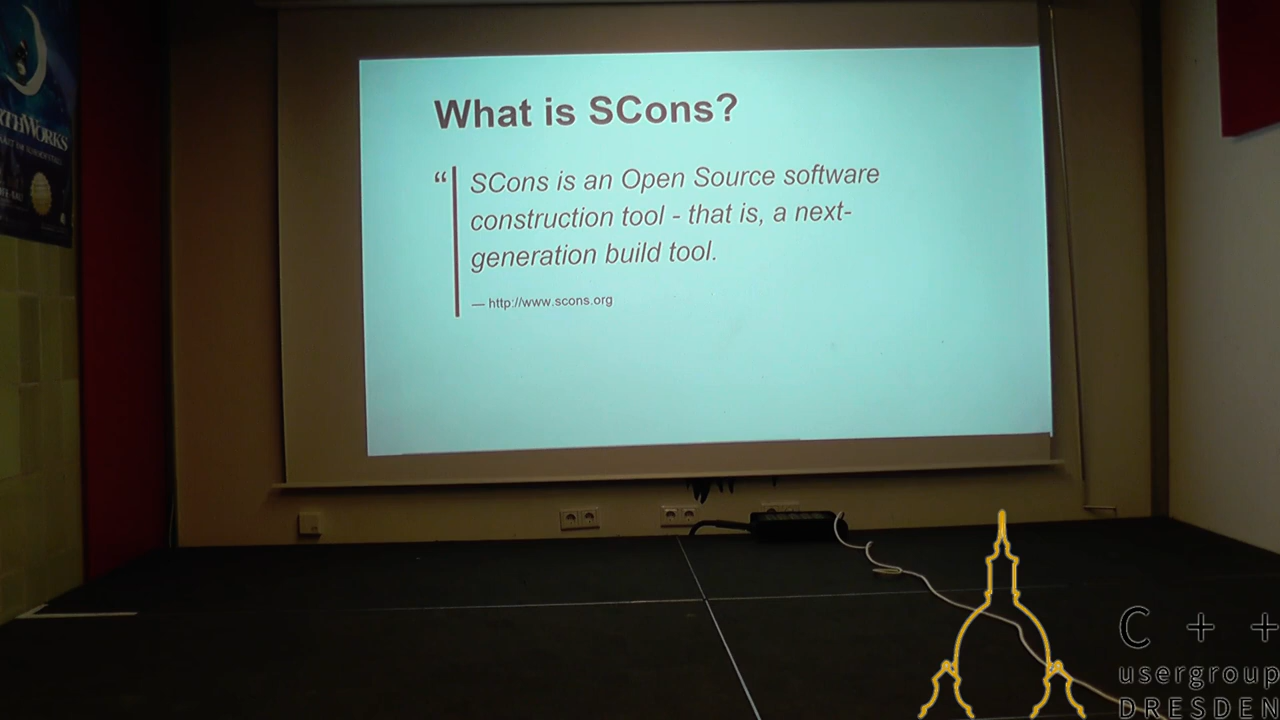 What is SCons?
“ SCons is an Open Source software
construction tool - that is, a next-
generation build tool.
— http://www.scons.org
C++
usergroup
DRESDEN